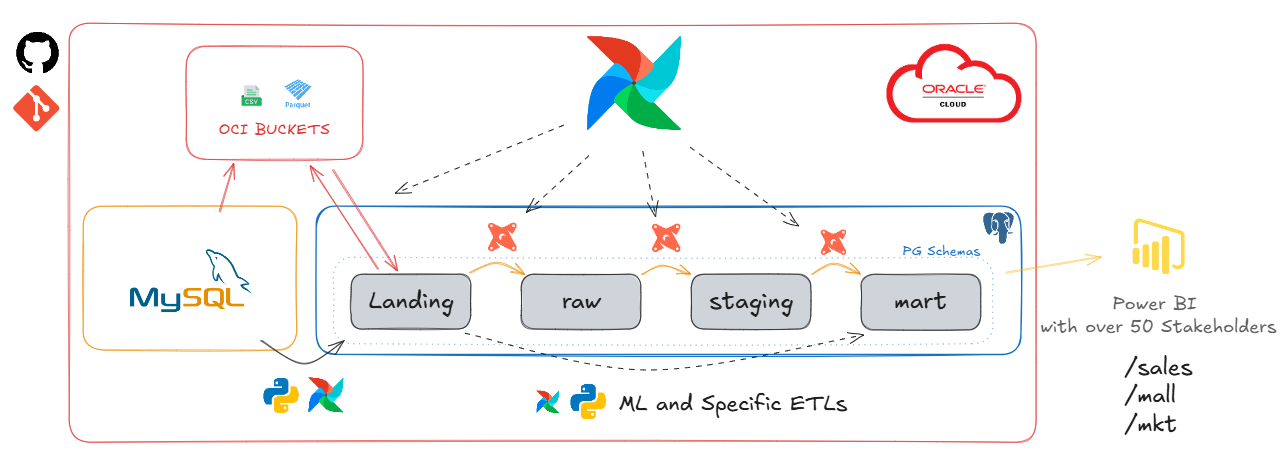 CSV
Parquet
OCI BUCKETS
ORACLE
CLOUD
MySQL
PG Schemas
Landing
raw
staging
mart
Power BI
with over 50 Stakeholders
/sales
/mall
/mkt
ML and Specific ETLs